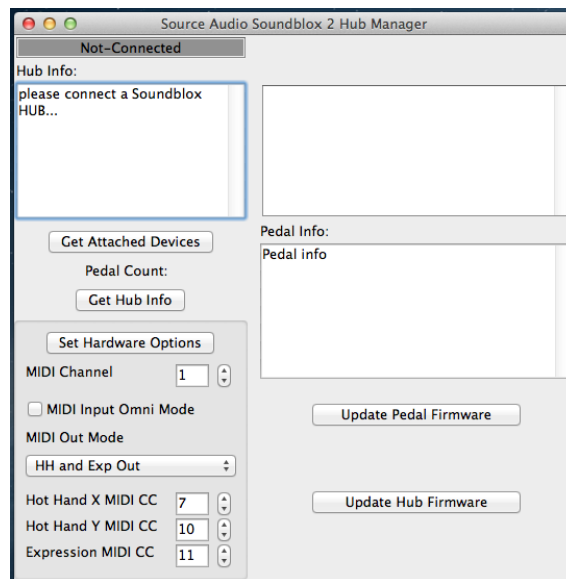 Source Audio Soundblox 2 Hub Manager
Not-Connected
Hub Info:
please connect a Soundblox
HUB...
Get Attached Devices
Pedal Count:
Get Hub Info
Set Hardware Options
MIDI Channel 1
MIDI Input Omni Mode
MIDI Out Mode
HH and Exp Out
Hot Hand X MIDI CC 7
Hot Hand Y MIDI CC 10
Expression MIDI CC 11
Pedal Info:
Pedal info
Update Pedal Firmware
Update Hub Firmware